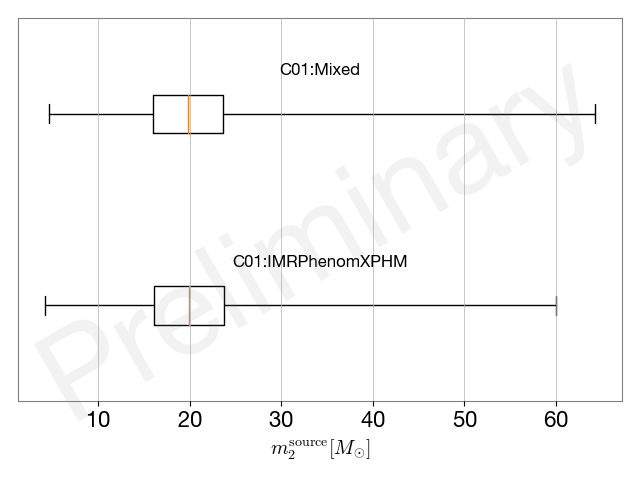 C01:Mixed
Preliminary
C01:IMRPhenomXPHM
10 20 30 40 50 60
$m_2^{\mathrm{source}}[M_\odot]$